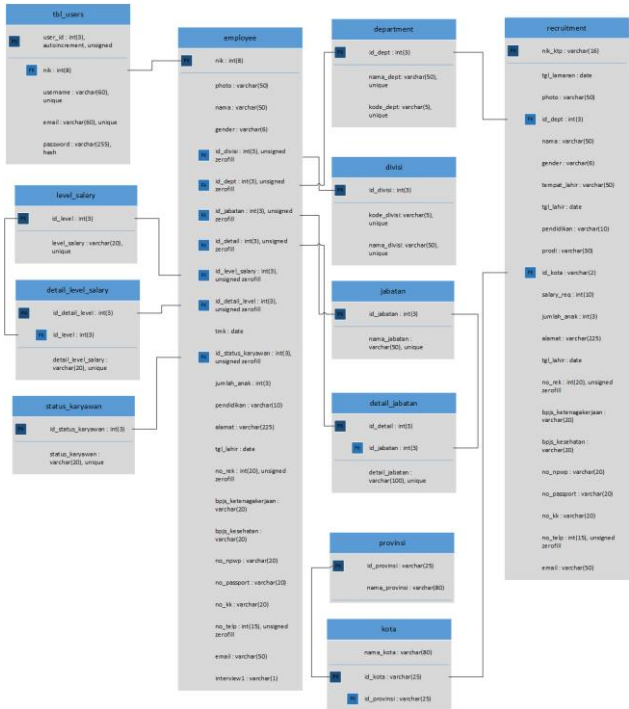 tbl_users
user_id : int(3),
autoincrement, unsigned
nik : int(8)
username : varchar(60),
unique
email : varchar(60), unique
password : varchar(255),
hash
level_salary
id_level : int(3)
level_salary : varchar(20),
unique
detail_level_salary
id_detail_level : int(3)
id_level : int(3)
detail_level_salary :
varchar(20), unique
status_karyawan
id_status_karyawan : int(3)
status_karyawan :
varchar(20), unique
employee
nik : int(8)
photo : varchar(50)
nama : varchar(50)
gender : varchar(6)
id_divisi : int(3), unsigned
zerofill
id_dept : int(3), unsigned
zerofill
id_jabatan : int(3), unsigned
zerofill
id_detail : int(3), unsigned
zerofill
id_level_salary : int(3),
unsigned zerofill
id_detail_level : int(3),
unsigned zerofill
tmk : date
id_status_karyawan : int(3),
unsigned zerofill
jumlah_anak : int(3)
pendidikan : varchar(10)
alamat : varchar(225)
tgl_lahir : date
no_rek : int(20), unsigned
zerofill
bpjs_ketenagakerjaan :
varchar(20)
bpjs_kesehatan :
varchar(20)
no_npwp : varchar(20)
no_passport : varchar(20)
no_kk : varchar(20)
no_telp : int(15), unsigned
zerofill
email : varchar(50)
interview1 : varchar(1)
department
id_dept : int(3)
nama_dept : varchar(50),
unique
kode_dept : varchar(5),
unique
divisi
id_divisi : int(3)
kode_divisi : varchar(5),
unique
nama_divisi : varchar(50),
unique
jabatan
id_jabatan : int(3)
nama_jabatan :
varchar(50), unique
detail_jabatan
id_detail : int(3)
id_jabatan : int(3)
detail_jabatan :
varchar(100), unique
provinsi
id_provinsi : varchar(25)
nama_provinsi : varchar(80)
kota
nama_kota : varchar(80)
id_kota : varchar(25)
id_provinsi : varchar(25)
recruitment
nik_ktp : varchar(16)
tgl_lamaran : date
photo : varchar(50)
id_dept : int(3)
nama : varchar(50)
gender : varchar(6)
tempat_lahir : varchar(50)
tgl_lahir : date
pendidikan : varchar(10)
prodi : varchar(50)
id_kota : varchar(2)
salary_req : int(10)
jumlah_anak : int(3)
alamat : varchar(225)
tgl_lahir : date
no_rek : int(20), unsigned
zerofill
bpjs_ketenagakerjaan :
varchar(20)
bpjs_kesehatan :
varchar(20)
no_npwp : varchar(20)
no_passport : varchar(20)
no_kk : varchar(20)
no_telp : int(15), unsigned
zerofill
email : varchar(50)